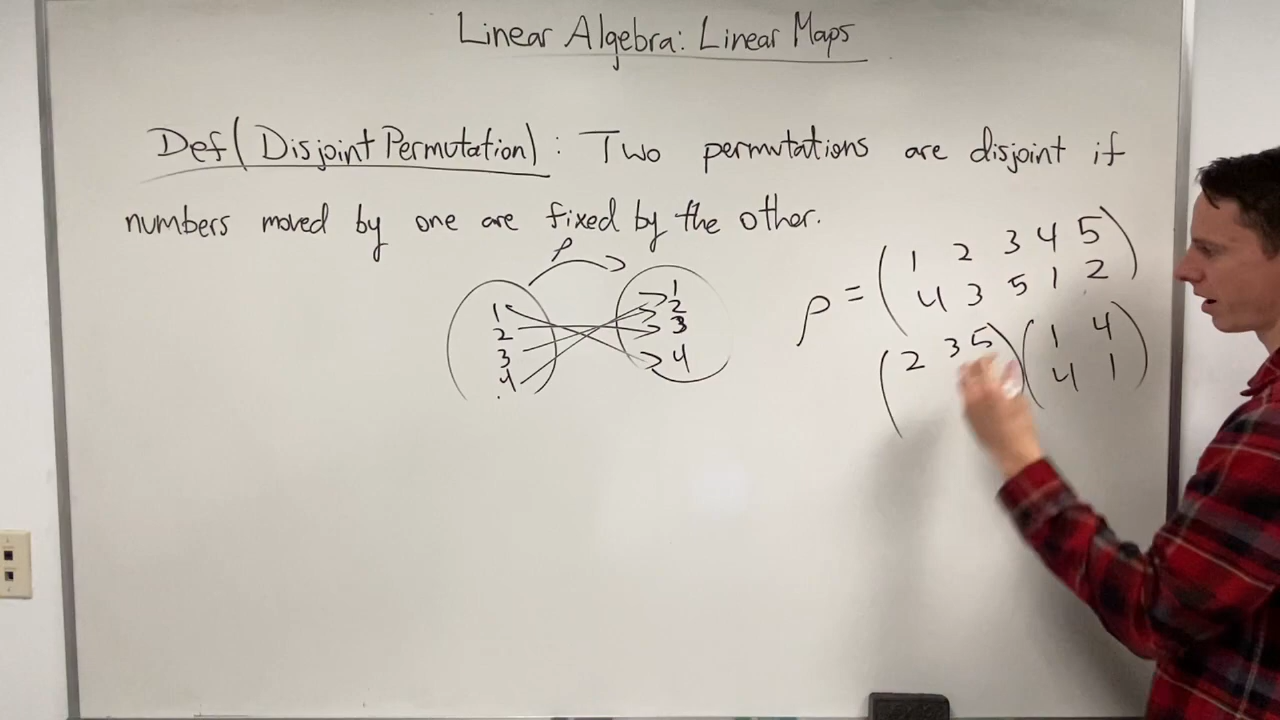 Linear Algebra: Linear Maps
Def(Disjoint Permutation): Two permutations are disjoint if
numbers moved by one are fixed by the other.
ρ
1
2
3
4
1
2
3
4
ρ = (1 2 3 4 5)
(4 3 5 1 2)
(2 3 5)(1 4)
(4 1)